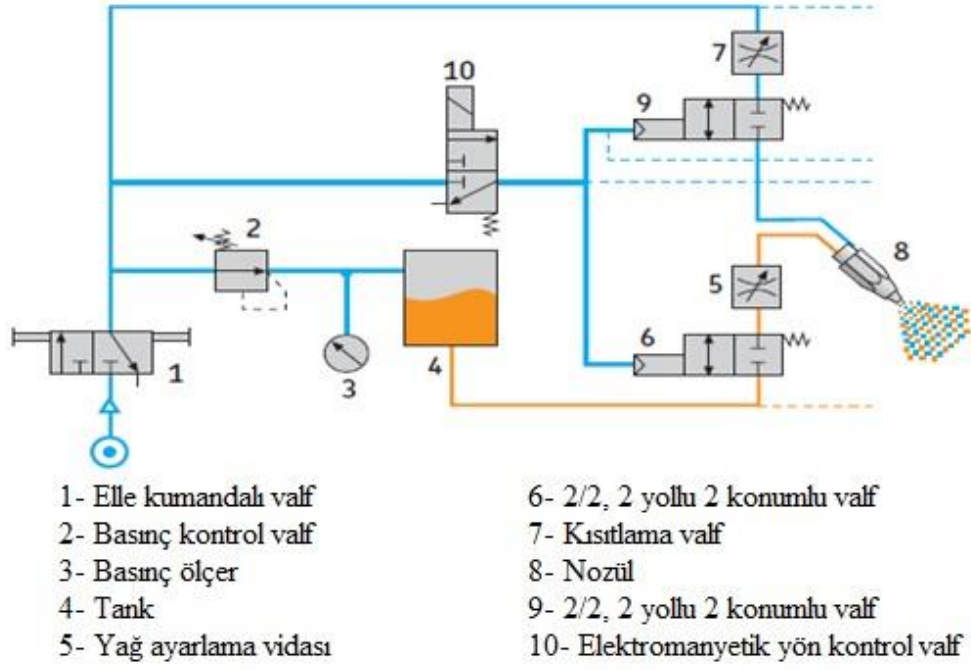 7
10
9
2
8
5
6
1
3
4
1- Elle kumandalı valf
2- Basınç kontrol valf
3- Basınç ölçer
4- Tank
5- Yağ ayarlama vidası
6- 2/2, 2 yollu 2 konumlu valf
7- Kısıtlama valf
8- Nozül
9- 2/2, 2 yollu 2 konumlu valf
10- Elektromanyetik yön kontrol valf